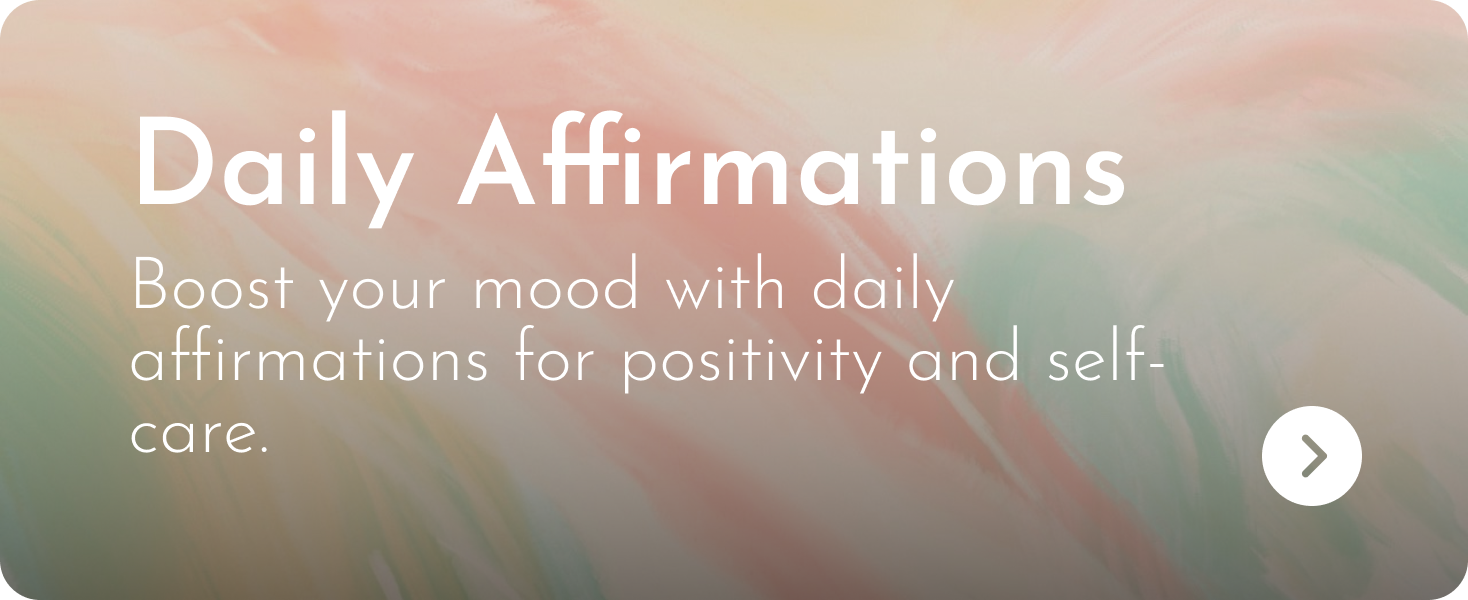 Daily Affirmations
Boost your mood with daily
affirmations for positivity and self-
care.